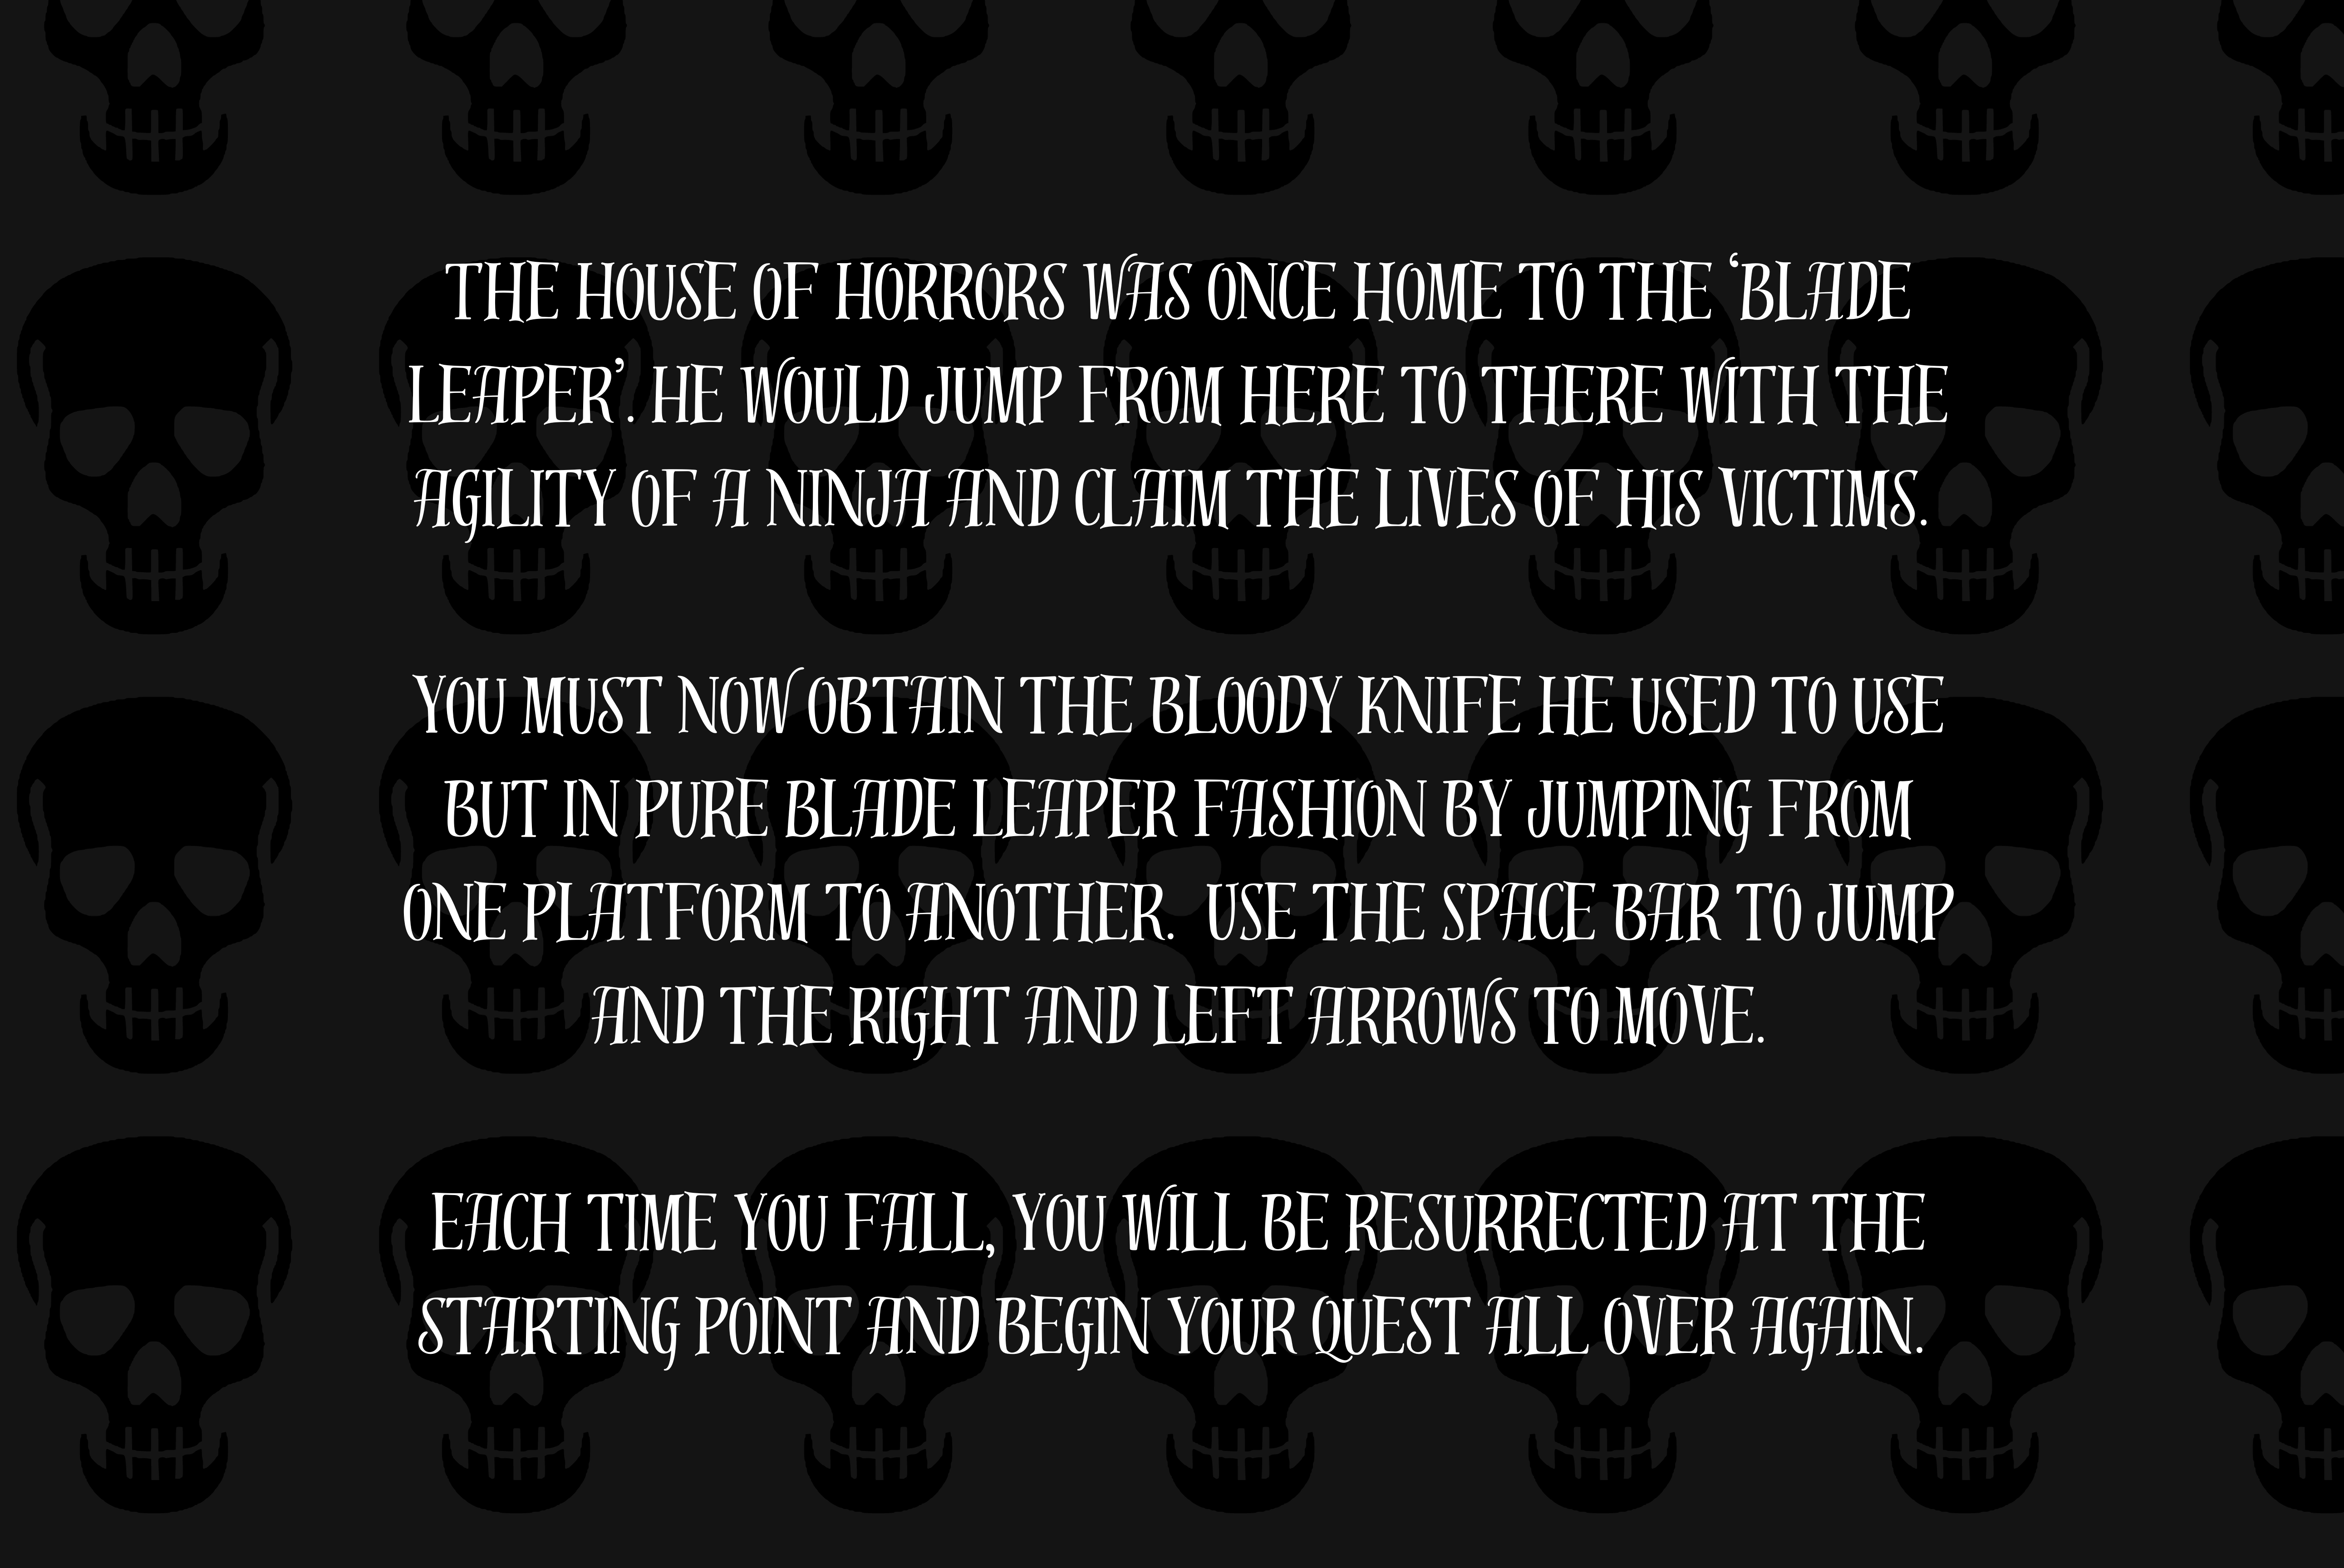 THE HOUSE OF HORRORS WAS ONCE HOME TO THE ‘BLADE
LEAPER’. HE WOULD JUMP FROM HERE TO THERE WITH THE
AGILITY OF A NINJA AND CLAIM THE LIVES OF HIS VICTIMS.
YOU MUST NOW OBTAIN THE BLOODY KNIFE HE USED TO USE
BUT IN PURE BLADE LEAPER FASHION BY JUMPING FROM
ONE PLATFORM TO ANOTHER. USE THE SPACE BAR TO JUMP
AND THE RIGHT AND LEFT ARROWS TO MOVE.
EACH TIME YOU FALL, YOU WILL BE RESURRECTED AT THE
STARTING POINT AND BEGIN YOUR QUEST ALL OVER AGAIN.